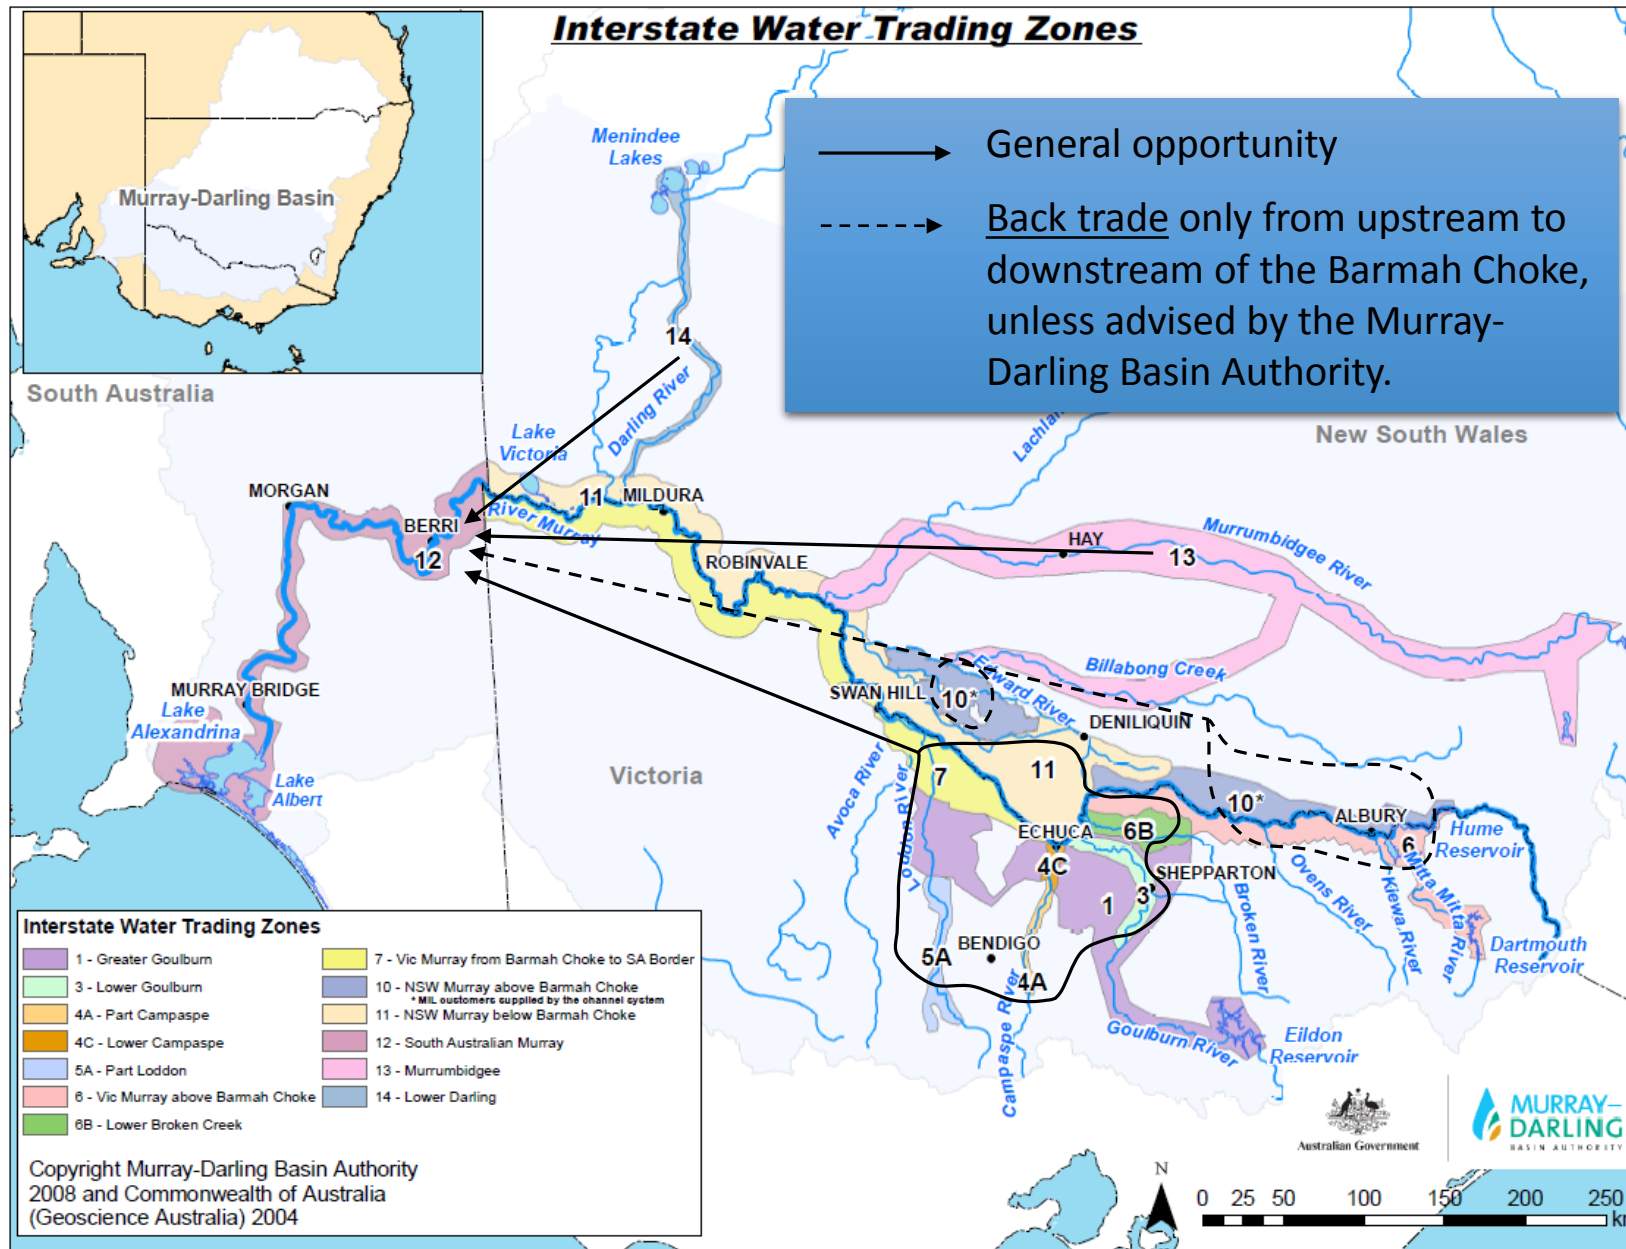 Interstate Water Trading Zones
Murray-Darling Basin
General opportunity
Back trade only from upstream to
downstream of the Barmah Choke,
unless advised by the Murray-
Darling Basin Authority.
Menindee
Lakes
14
Darling River
South Australia
New South Wales
Lachlan
Lake
Victoria
MORGAN
11
MILDURA
BERRI
River Murray
12
ROBINVALE
HAY
13
Murrumbidgee River
Billabong Creek
MURRAY BRIDGE
Lake
Alexandrina
Lake
Albert
SWAN HILL
10*
Edward River
DENILIQUIN
Victoria
7
11
10*
ALBURY
Hume
Reservoir
Avoca River
Loddon River
ECHUCA
6B
6
4C
SHEPPARTON
1
3
Broken River
Ovens River
Kiewa River
Mitta Mitta River
BENDIGO
5A
4A
Dartmouth
Reservoir
Campaspe River
Goulburn River
Eildon
Reservoir
Interstate Water Trading Zones
1 - Greater Goulburn
3 - Lower Goulburn
4A - Part Campaspe
4C - Lower Campaspe
5A - Part Loddon
6 - Vic Murray above Barmah Choke
6B - Lower Broken Creek
7 - Vic Murray from Barmah Choke to SA Border
10 - NSW Murray above Barmah Choke
* MIL customers supplied by the channel system
11 - NSW Murray below Barmah Choke
12 - South Australian Murray
13 - Murrumbidgee
14 - Lower Darling
Copyright Murray-Darling Basin Authority
2008 and Commonwealth of Australia
(Geoscience Australia) 2004
Australian Government
MURRAY–
DARLING
BASIN AUTHORITY
N
0 25 50 100 150 200 250
km